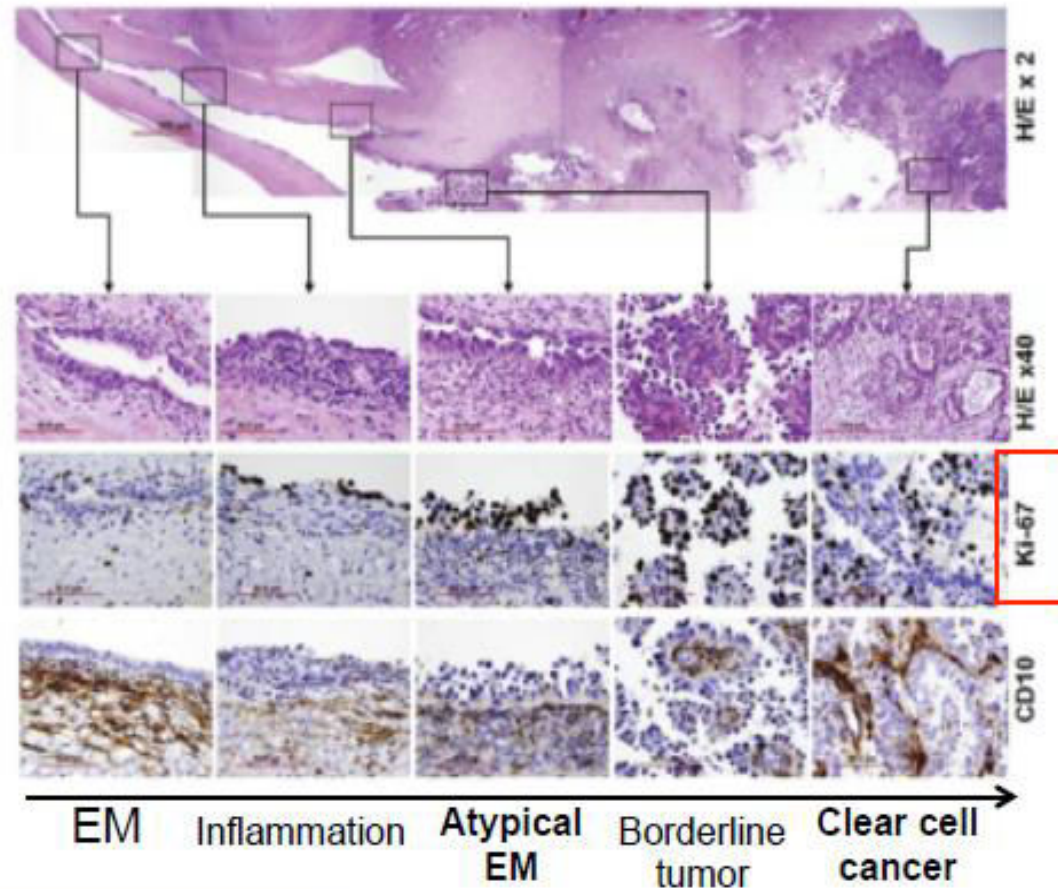 H/E x 2
H/E x40
Ki-67
CD10
EM
Inflammation
Atypical
EM
Borderline
tumor
Clear cell
cancer